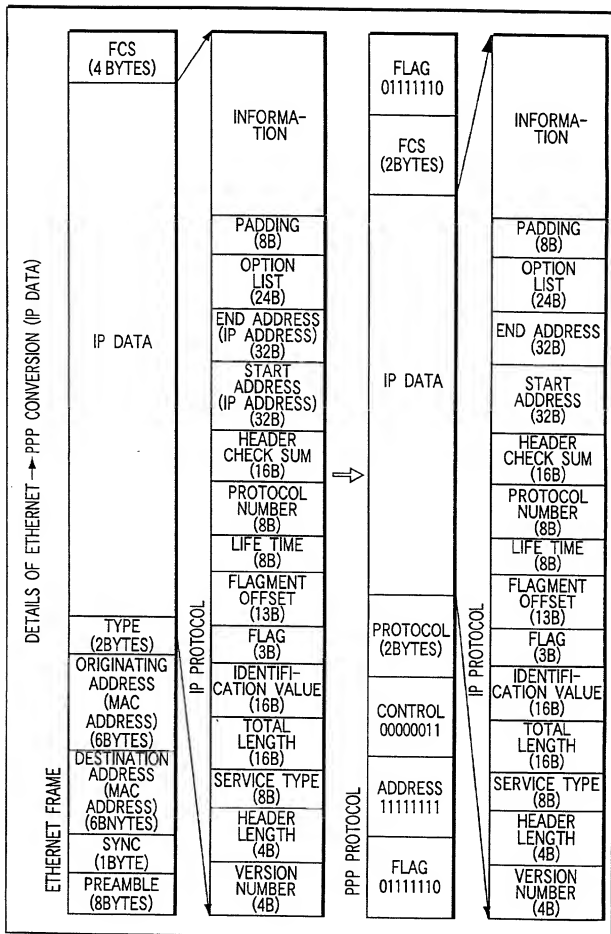 DETAILS OF ETHERNET → PPP CONVERSION (IP DATA)
ETHERNET FRAME
FCS
(4 BYTES)
IP DATA
TYPE
(2BYTES)
ORIGINATING
ADDRESS
(MAC
ADDRESS)
(6BYTES)
DESTINATION
ADDRESS
(MAC
ADDRESS)
(6BNYTES)
SYNC
(1BYTE)
PREAMBLE
(8BYTES)
IP PROTOCOL
INFORMA-
TION
PADDING
(8B)
OPTION
LIST
(24B)
END ADDRESS
(IP ADDRESS)
(32B)
START
ADDRESS
(IP ADDRESS)
(32B)
HEADER
CHECK SUM
(16B)
PROTOCOL
NUMBER
(8B)
LIFE TIME
(8B)
FLAGMENT
OFFSET
(13B)
FLAG
(3B)
IDENTIFI-
CATION VALUE
(16B)
TOTAL
LENGTH
(16B)
SERVICE TYPE
(8B)
HEADER
LENGTH
(4B)
VERSION
NUMBER
(4B)
⇨
PPP PROTOCOL
FLAG
01111110
FCS
(2BYTES)
IP DATA
PROTOCOL
(2BYTES)
CONTROL
00000011
ADDRESS
11111111
FLAG
01111110
IP PROTOCOL
INFORMA-
TION
PADDING
(8B)
OPTION
LIST
(24B)
END ADDRESS
(32B)
START
ADDRESS
(32B)
HEADER
CHECK SUM
(16B)
PROTOCOL
NUMBER
(8B)
LIFE TIME
(8B)
FLAGMENT
OFFSET
(13B)
FLAG
(3B)
IDENTIFI-
CATION VALUE
(16B)
TOTAL
LENGTH
(16B)
SERVICE TYPE
(8B)
HEADER
LENGTH
(4B)
VERSION
NUMBER
(4B)